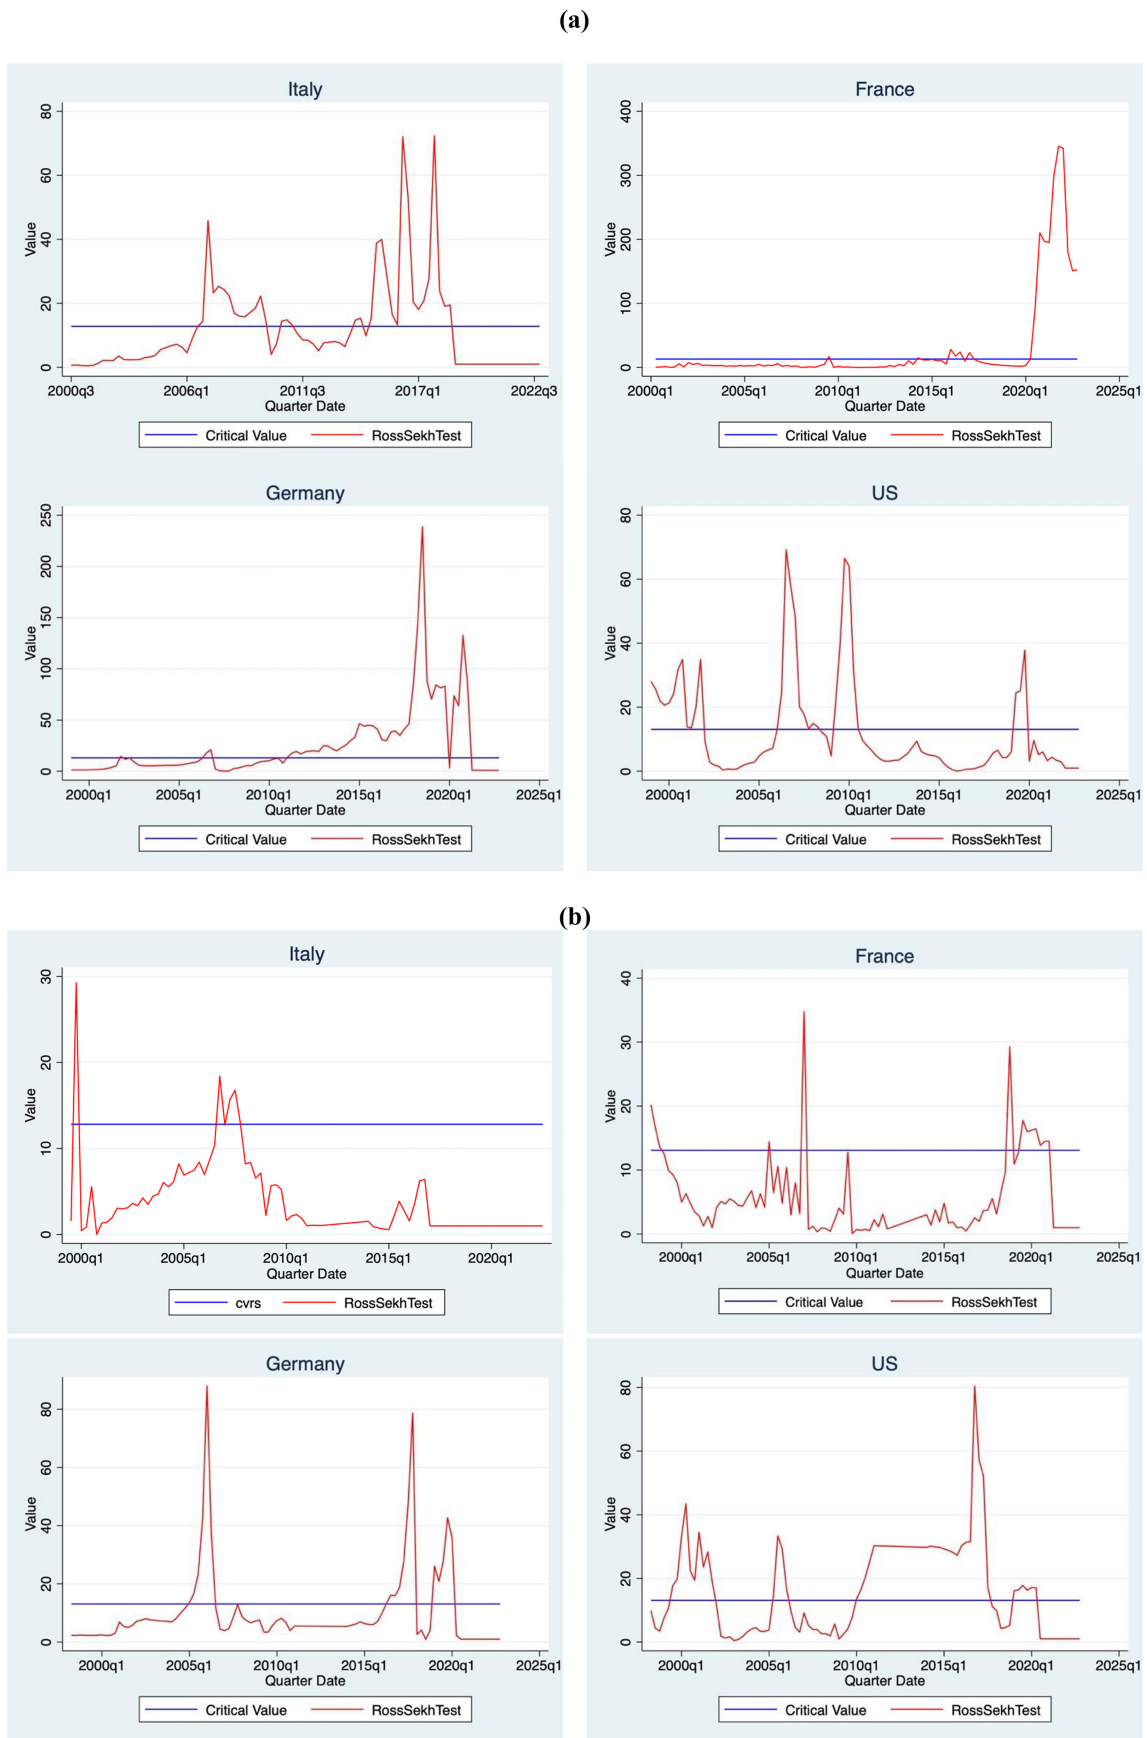 (a)
Italy
Value
0
20
40
60
80
2000q3 2006q1 2011q3 2017q1 2022q3
Quarter Date
Critical Value RossSekhTest
France
Value
0
100
200
300
400
2000q1 2005q1 2010q1 2015q1 2020q1 2025q1
Quarter Date
Critical Value RossSekhTest
Germany
Value
0
50
100
150
200
250
2000q1 2005q1 2010q1 2015q1 2020q1 2025q1
Quarter Date
Critical Value RossSekhTest
US
Value
0
20
40
60
80
2000q1 2005q1 2010q1 2015q1 2020q1 2025q1
Quarter Date
Critical Value RossSekhTest
(b)
Italy
Value
0
10
20
30
2000q1 2005q1 2010q1 2015q1 2020q1
Quarter Date
cvrs RossSekhTest
France
Value
0
10
20
30
40
2000q1 2005q1 2010q1 2015q1 2020q1 2025q1
Quarter Date
Critical Value RossSekhTest
Germany
Value
0
20
40
60
80
2000q1 2005q1 2010q1 2015q1 2020q1 2025q1
Quarter Date
Critical Value RossSekhTest
US
Value
0
20
40
60
80
2000q1 2005q1 2010q1 2015q1 2020q1 2025q1
Quarter Date
Critical Value RossSekhTest